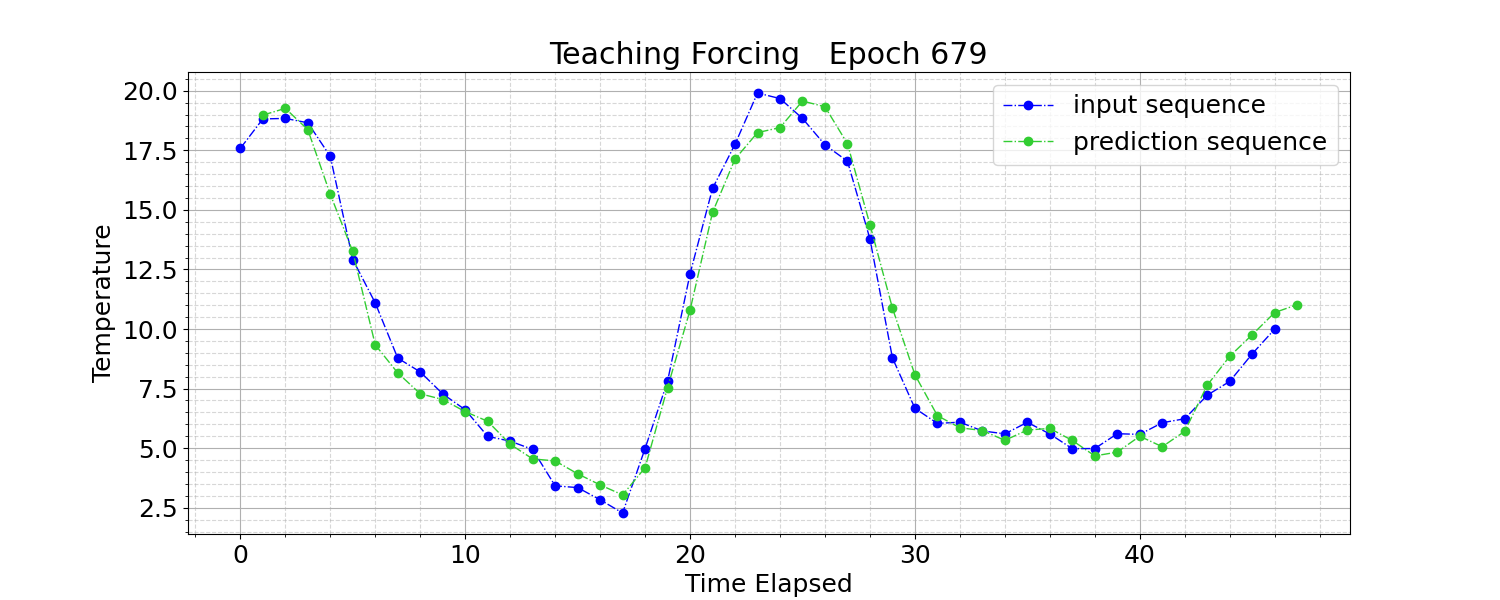 Teaching Forcing   Epoch 679
20.0
17.5
15.0
12.5
10.0
7.5
5.0
2.5
Temperature
input sequence
prediction sequence
0 10 20 30 40
Time Elapsed